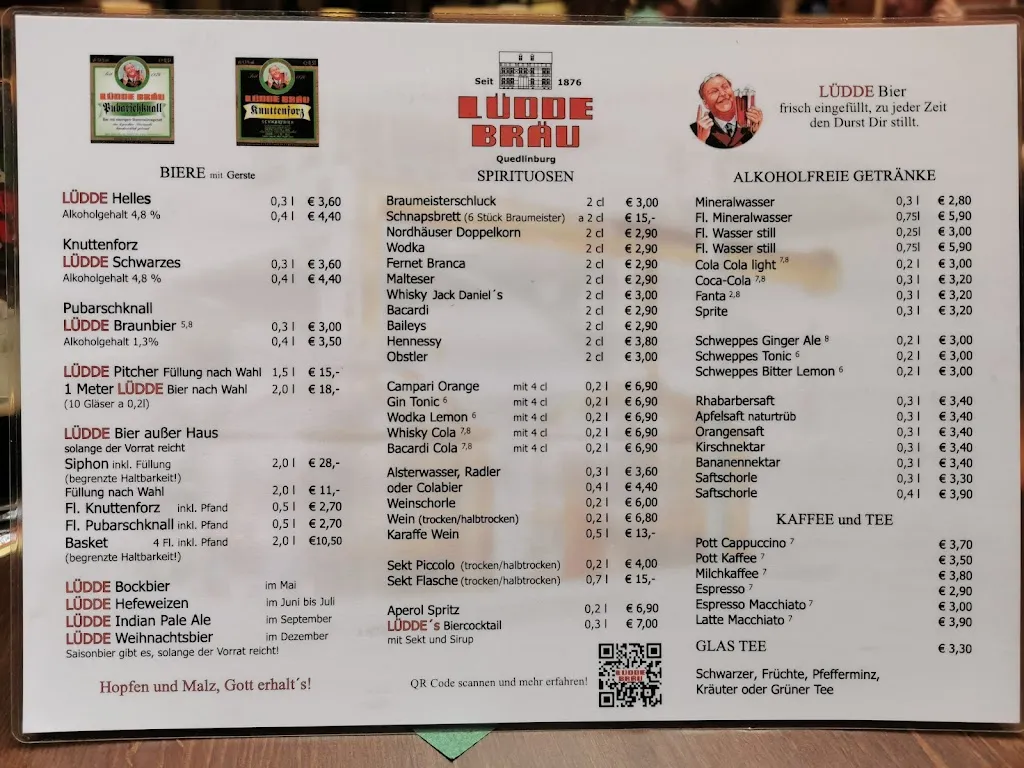 LÜDDE BRÄU
Pubarschknall
LÜDDE BRÄU
Knuttenforz
SCHWARZBIER
Seit 1876
LÜDDE
BRÄU
Quedlinburg
LÜDDE Bier
frisch eingefüllt, zu jeder Zeit
den Durst Dir stillt.
BIERE mit Gerste
LÜDDE Helles 0,3 l € 3,60
Alkoholgehalt 4,8 % 0,4 l € 4,40
Knuttenforz
LÜDDE Schwarzes 0,3 l € 3,60
Alkoholgehalt 4,8 % 0,4 l € 4,40
Pubarschknall
LÜDDE Braunbier 5,8 0,3 l € 3,00
Alkoholgehalt 1,3% 0,4 l € 3,50
LÜDDE Pitcher Füllung nach Wahl 1,5 l € 15,-
1 Meter LÜDDE Bier nach Wahl 2,0 l € 18,-
(10 Gläser a 0,2l)
LÜDDE Bier außer Haus
solange der Vorrat reicht
Siphon inkl. Füllung 2,0 l € 28,-
(begrenzte Haltbarkeit!)
Füllung nach Wahl 2,0 l € 11,-
Fl. Knuttenforz inkl. Pfand 0,5 l € 2,70
Fl. Pubarschknall inkl. Pfand 0,5 l € 2,70
Basket 4 Fl. inkl. Pfand 2,0 l €10,50
(begrenzte Haltbarkeit!)
LÜDDE Bockbier im Mai
LÜDDE Hefeweizen im Juni bis Juli
LÜDDE Indian Pale Ale im September
LÜDDE Weihnachtsbier im Dezember
Saisonbier gibt es, solange der Vorrat reicht!
Hopfen und Malz, Gott erhalt´s!
SPIRITUOSEN
Braumeisterschluck 2 cl € 3,00
Schnapsbrett (6 Stück Braumeister) a 2 cl € 15,-
Nordhäuser Doppelkorn 2 cl € 2,90
Wodka 2 cl € 2,90
Fernet Branca 2 cl € 2,90
Malteser 2 cl € 2,90
Whisky Jack Daniel´s 2 cl € 3,00
Bacardi 2 cl € 2,90
Baileys 2 cl € 2,90
Hennessy 2 cl € 3,80
Obstler 2 cl € 3,00
Campari Orange mit 4 cl 0,2 l € 6,90
Gin Tonic 6 mit 4 cl 0,2 l € 6,90
Wodka Lemon 6 mit 4 cl 0,2 l € 6,90
Whisky Cola 7,8 mit 4 cl 0,2 l € 6,90
Bacardi Cola 7,8 mit 4 cl 0,2 l € 6,90
Alsterwasser, Radler 0,3 l € 3,60
oder Colabier 0,4 l € 4,40
Weinschorle 0,2 l € 6,00
Wein (trocken/halbtrocken) 0,2 l € 6,80
Karaffe Wein 0,5 l € 13,-
Sekt Piccolo (trocken/halbtrocken) 0,2 l € 4,00
Sekt Flasche (trocken/halbtrocken) 0,7 l € 15,-
Aperol Spritz 0,2 l € 6,90
LÜDDE´s Biercocktail 0,3 l € 7,00
mit Sekt und Sirup
QR Code scannen und mehr erfahren!
LÜDDE
BRÄU
ALKOHOLFREIE GETRÄNKE
Mineralwasser 0,3 l € 2,80
Fl. Mineralwasser 0,75l € 5,90
Fl. Wasser still 0,25l € 3,00
Fl. Wasser still 0,75l € 5,90
Cola Cola light 7,8 0,2 l € 3,00
Coca-Cola 7,8 0,3 l € 3,20
Fanta 2,8 0,3 l € 3,20
Sprite 0,3 l € 3,20
Schweppes Ginger Ale 8 0,2 l € 3,00
Schweppes Tonic 6 0,2 l € 3,00
Schweppes Bitter Lemon 6 0,2 l € 3,00
Rhabarbersaft 0,3 l € 3,40
Apfelsaft naturtrüb 0,3 l € 3,40
Orangensaft 0,3 l € 3,40
Kirschnektar 0,3 l € 3,40
Bananennektar 0,3 l € 3,40
Saftschorle 0,3 l € 3,30
Saftschorle 0,4 l € 3,90
KAFFEE und TEE
Pott Cappuccino 7 € 3,70
Pott Kaffee 7 € 3,50
Milchkaffee 7 € 3,80
Espresso 7 € 2,90
Espresso Macchiato 7 € 3,00
Latte Macchiato 7 € 3,90
GLAS TEE € 3,30
Schwarzer, Früchte, Pfefferminz,
Kräuter oder Grüner Tee